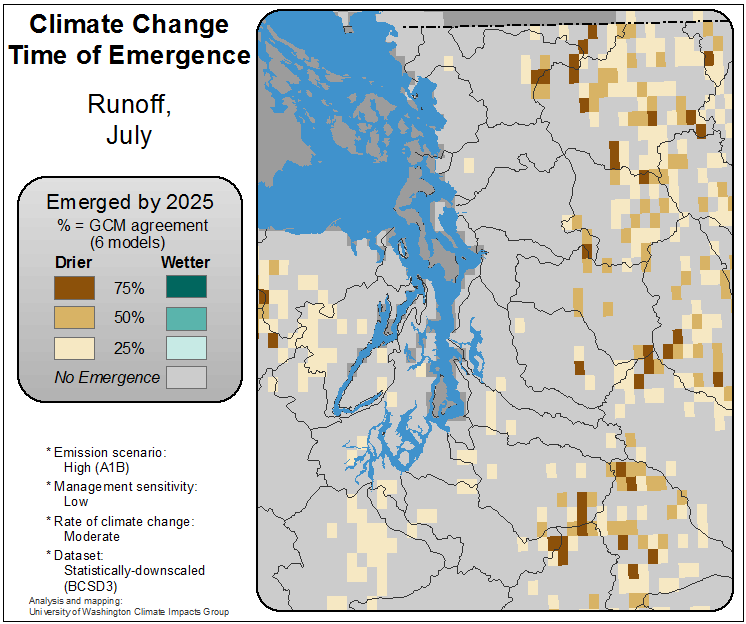 Climate Change
Time of Emergence
Runoff,
July
Emerged by 2025
% = GCM agreement
(6 models)
Drier Wetter
75%
50%
25%
No Emergence
* Emission scenario:
High (A1B)
* Management sensitivity:
Low
* Rate of climate change:
Moderate
* Dataset:
Statistically-downscaled
(BCSD3)
Analysis and mapping:
University of Washington Climate Impacts Group